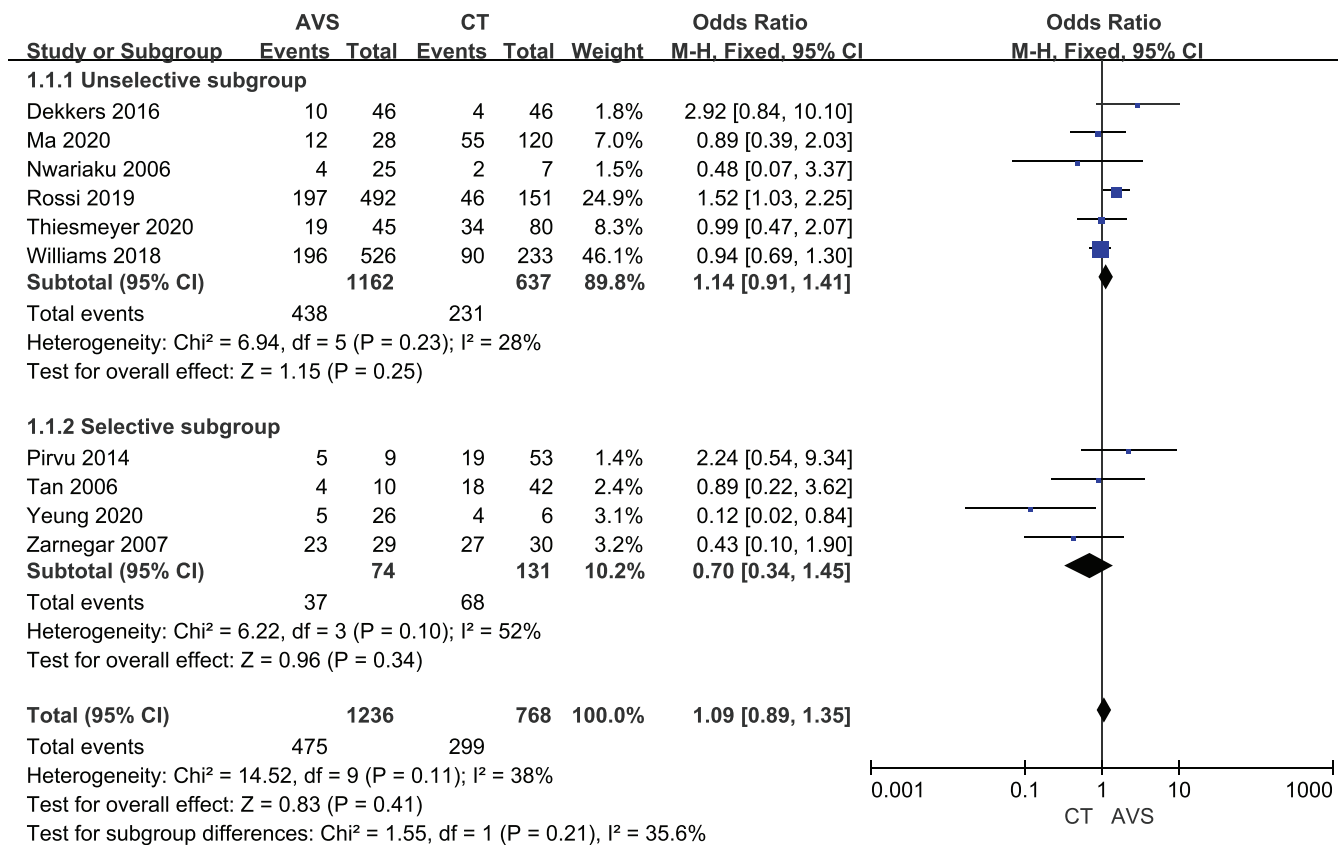 AVS CT Odds Ratio Odds Ratio
Study or Subgroup Events Total Events Total Weight M-H, Fixed, 95% CI M-H, Fixed, 95% CI
1.1.1 Unselective subgroup
Dekkers 2016 10 46 4 46 1.8% 2.92 [0.84, 10.10]
Ma 2020 12 28 55 120 7.0% 0.89 [0.39, 2.03]
Nwariaku 2006 4 25 2 7 1.5% 0.48 [0.07, 3.37]
Rossi 2019 197 492 46 151 24.9% 1.52 [1.03, 2.25]
Thiesmeyer 2020 19 45 34 80 8.3% 0.99 [0.47, 2.07]
Williams 2018 196 526 90 233 46.1% 0.94 [0.69, 1.30]
Subtotal (95% CI) 1162 637 89.8% 1.14 [0.91, 1.41]
Total events 438 231
Heterogeneity: Chi² = 6.94, df = 5 (P = 0.23); I² = 28%
Test for overall effect: Z = 1.15 (P = 0.25)
1.1.2 Selective subgroup
Pirvu 2014 5 9 19 53 1.4% 2.24 [0.54, 9.34]
Tan 2006 4 10 18 42 2.4% 0.89 [0.22, 3.62]
Yeung 2020 5 26 4 6 3.1% 0.12 [0.02, 0.84]
Zarnegar 2007 23 29 27 30 3.2% 0.43 [0.10, 1.90]
Subtotal (95% CI) 74 131 10.2% 0.70 [0.34, 1.45]
Total events 37 68
Heterogeneity: Chi² = 6.22, df = 3 (P = 0.10); I² = 52%
Test for overall effect: Z = 0.96 (P = 0.34)
Total (95% CI) 1236 768 100.0% 1.09 [0.89, 1.35]
Total events 475 299
Heterogeneity: Chi² = 14.52, df = 9 (P = 0.11); I² = 38%
Test for overall effect: Z = 0.83 (P = 0.41)
Test for subgroup differences: Chi² = 1.55, df = 1 (P = 0.21), I² = 35.6%
0.001 0.1 1 10 1000
CT AVS